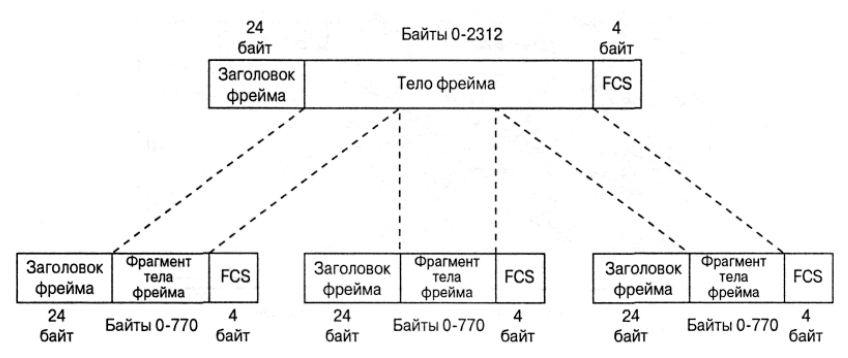 24
байт
Байты 0-2312
4
байт
Заголовок
фрейма
Тело фрейма
FCS
Заголовок
фрейма
Фрагмент
тела
фрейма
FCS
Заголовок
фрейма
Фрагмент
тела
фрейма
FCS
Заголовок
фрейма
Фрагмент
тела
фрейма
FCS
24
байт
Байты 0-770
4
байт
24
байт
Байты 0-770
4
байт
24
байт
Байты 0-770
4
байт